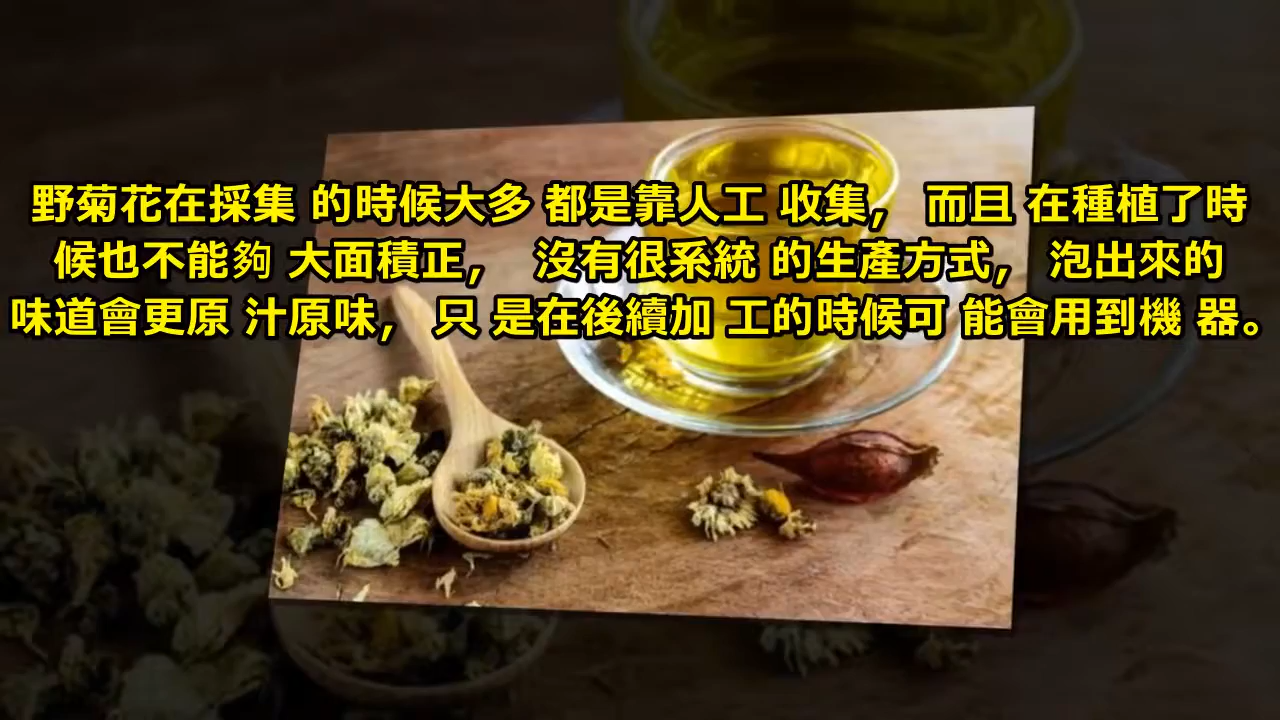 野菊花在採集 的時候大多 都是靠人工 收集， 而且 在種植了時
候也不能夠 大面積正， 沒有很系統 的生產方式， 泡出來的
味道會更原 汁原味， 只 是在後續加 工的時候可 能會用到機 器。